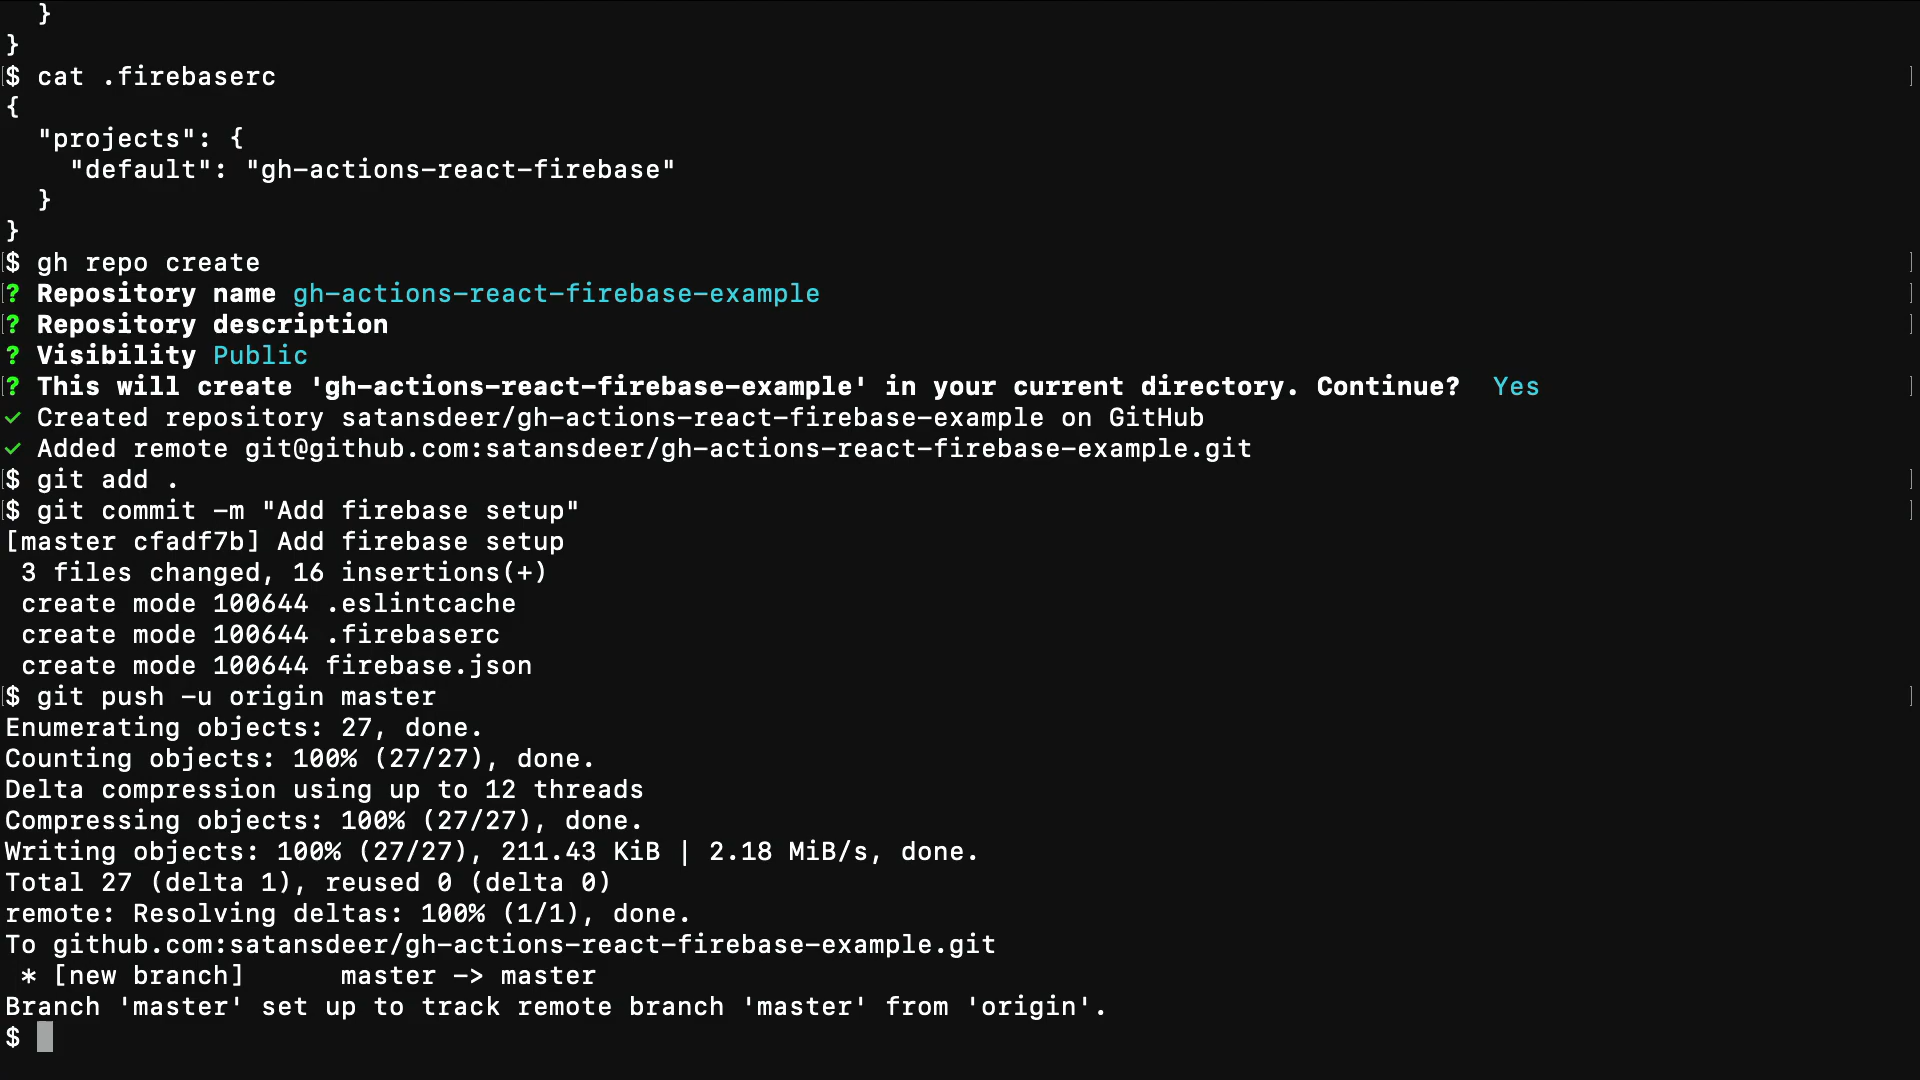 }
}
$ cat .firebaserc
{
"projects": {
"default": "gh-actions-react-firebase"
}
}
$ gh repo create
? Repository name gh-actions-react-firebase-example
? Repository description
? Visibility Public
? This will create 'gh-actions-react-firebase-example' in your current directory. Continue? Yes
✓ Created repository satansdeer/gh-actions-react-firebase-example on GitHub
✓ Added remote git@github.com:satansdeer/gh-actions-react-firebase-example.git
$ git add .
$ git commit -m "Add firebase setup"
[master cfadf7b] Add firebase setup
3 files changed, 16 insertions(+)
create mode 100644 .eslintcache
create mode 100644 .firebaserc
create mode 100644 firebase.json
$ git push -u origin master
Enumerating objects: 27, done.
Counting objects: 100% (27/27), done.
Delta compression using up to 12 threads
Compressing objects: 100% (27/27), done.
Writing objects: 100% (27/27), 211.43 KiB | 2.18 MiB/s, done.
Total 27 (delta 1), reused 0 (delta 0)
remote: Resolving deltas: 100% (1/1), done.
To github.com:satansdeer/gh-actions-react-firebase-example.git
* [new branch]      master -> master
Branch 'master' set up to track remote branch 'master' from 'origin'.
$